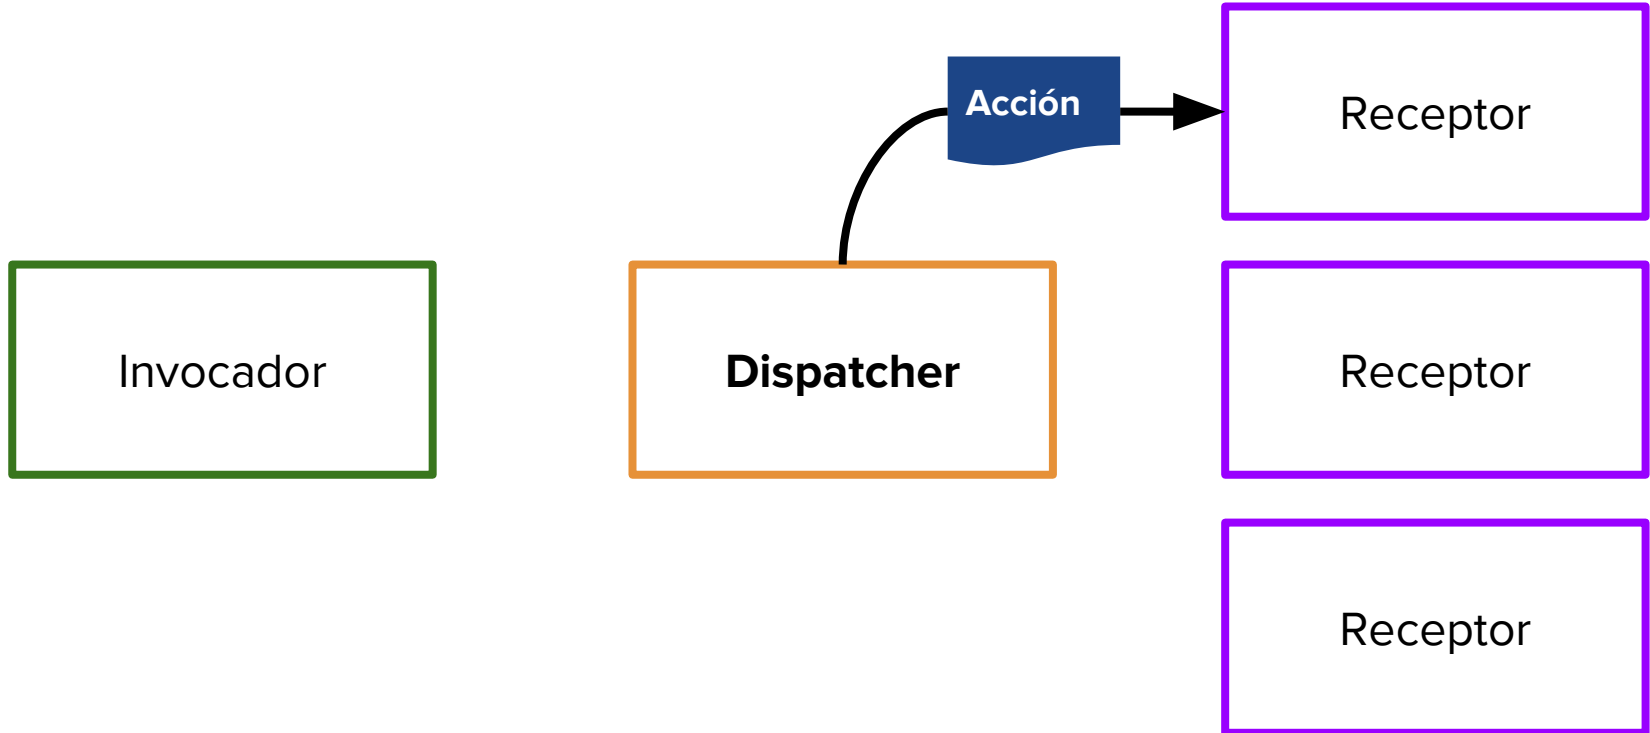 Acción
Receptor
Invocador
Dispatcher
Receptor
Receptor